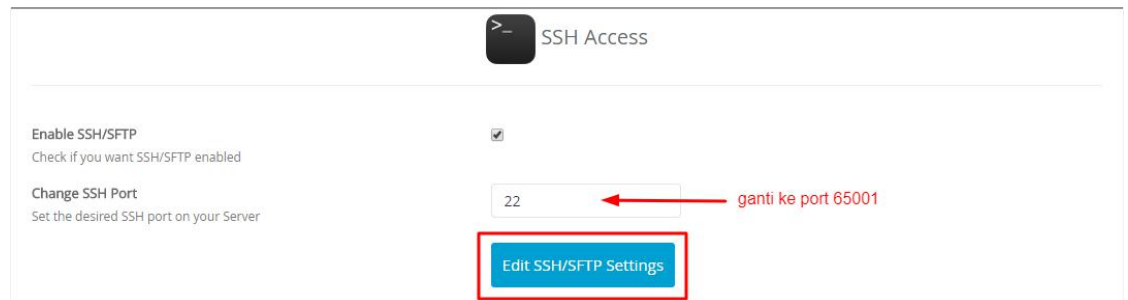 >_
SSH Access
Enable SSH/SFTP
Check if you want SSH/SFTP enabled
Change SSH Port
Set the desired SSH port on your Server
22
ganti ke port 65001
Edit SSH/SFTP Settings